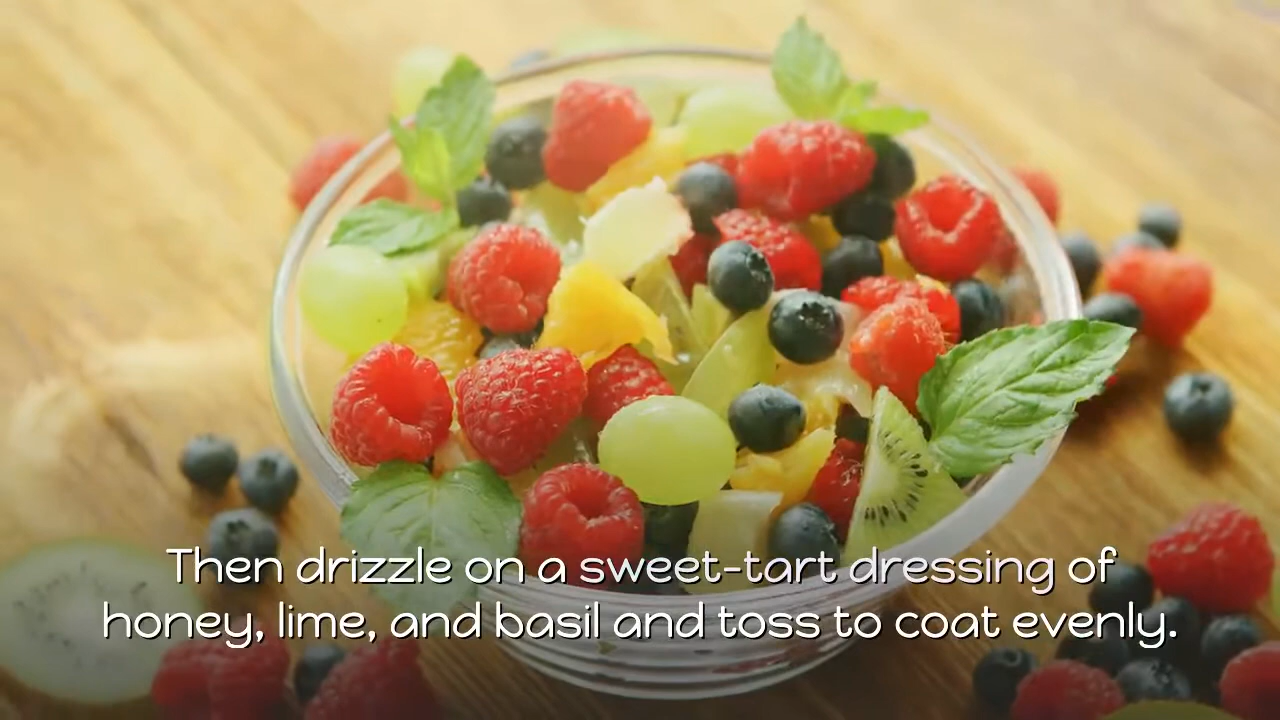 Then drizzle on a sweet-tart dressing of
honey, lime, and basil and toss to coat evenly.